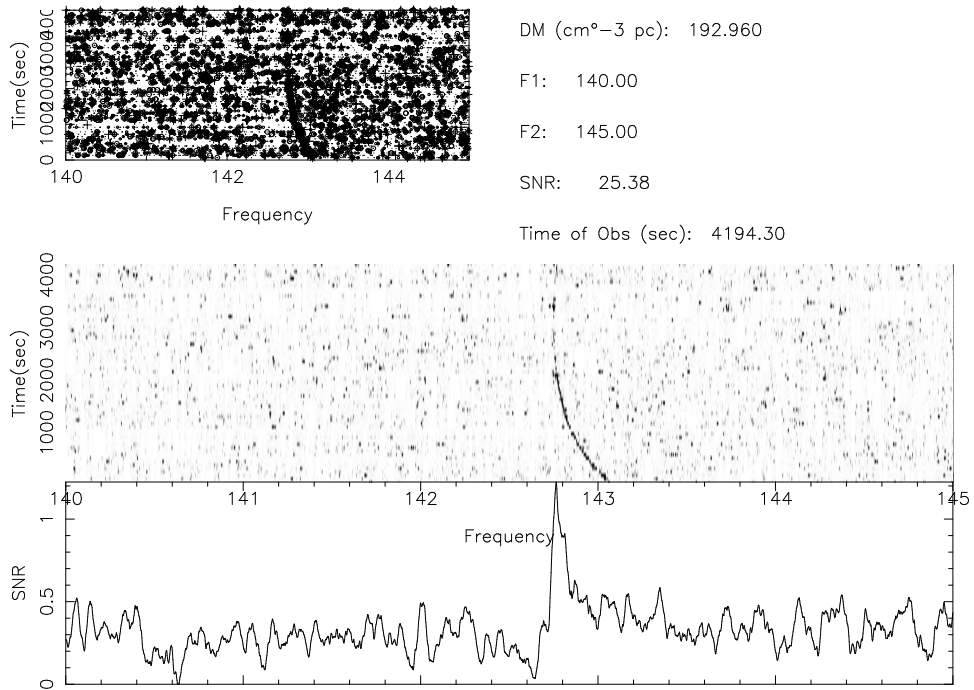 DM (cm°−3 pc): 192.960
F1: 140.00
F2: 145.00
SNR: 25.38
Time of Obs (sec): 4194.30
Time(sec)
0 1000 2000 3000 400
140 142 144
Frequency
Time(sec)
1000 2000 3000 4000
140 141 142 143 144 145
Frequency
SNR
0 0.5 1